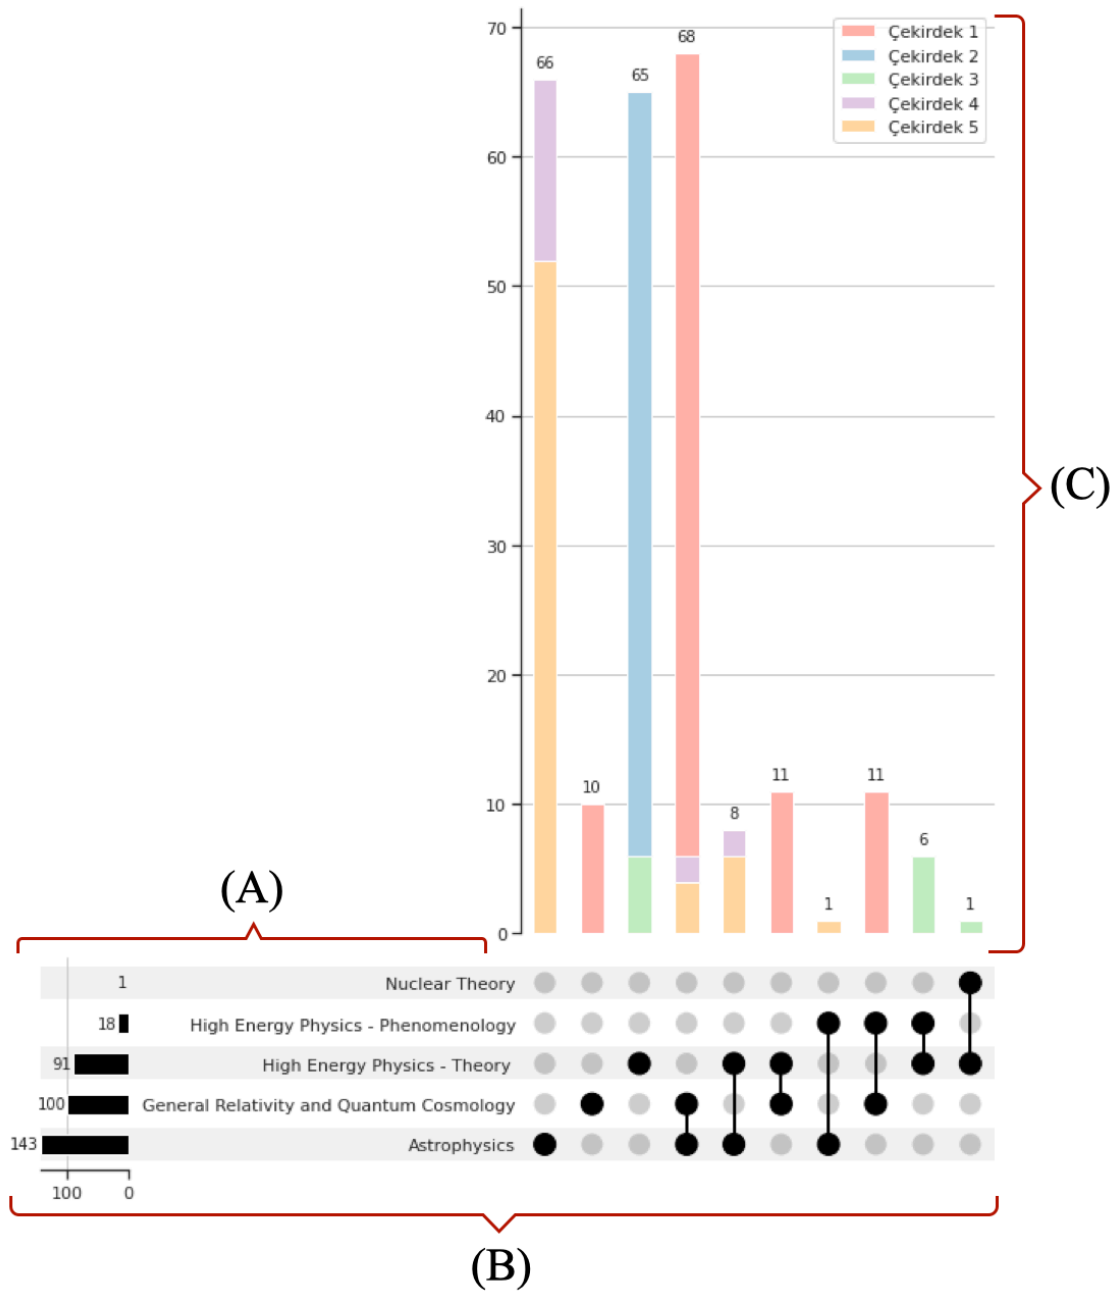 70
68
Çekirdek 1
66
65
Çekirdek 2
Çekirdek 3
Çekirdek 4
Çekirdek 5
60
50
(C)
40
30
20
10
10
8
11
1
11
6
1
0
(A)
1 Nuclear Theory
18 High Energy Physics - Phenomenology
91 High Energy Physics - Theory
100 General Relativity and Quantum Cosmology
143 Astrophysics
100 0
(B)